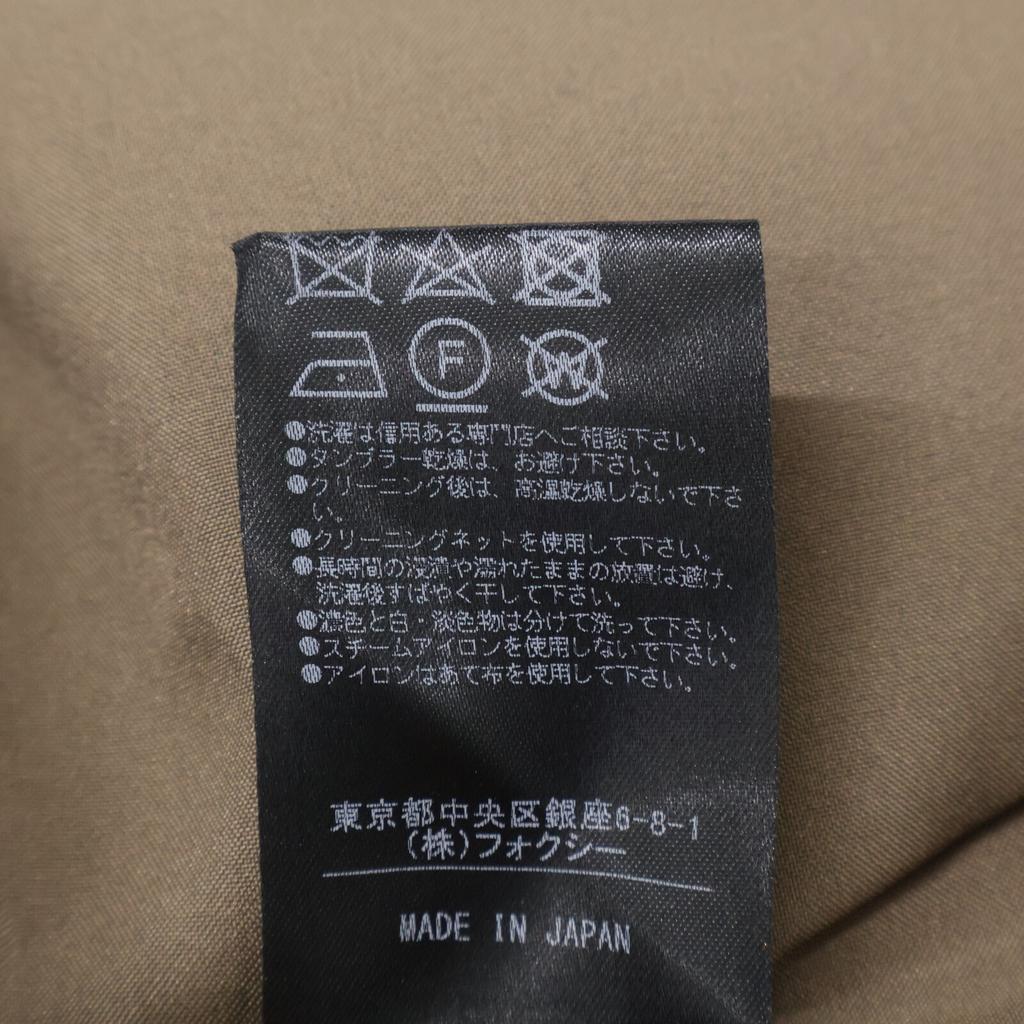 F
W
●洗濯は信用ある専門店へご相談下さい。
●タンブラー乾燥は、お避け下さい。
●クリーニング後は、高温乾燥しないで下さ
い。
●クリーニングネットを使用して下さい。
●長時間の浸漬や濡れたままの放置は避け、
洗濯後すばやく干して下さい。
●濃色と白・淡色物は分けて洗って下さい。
●スチームアイロンを使用しないで下さい。
●アイロンはあて布を使用して下さい。
東京都中央区銀座6-8-1
(株)フォクシー
MADE IN JAPAN